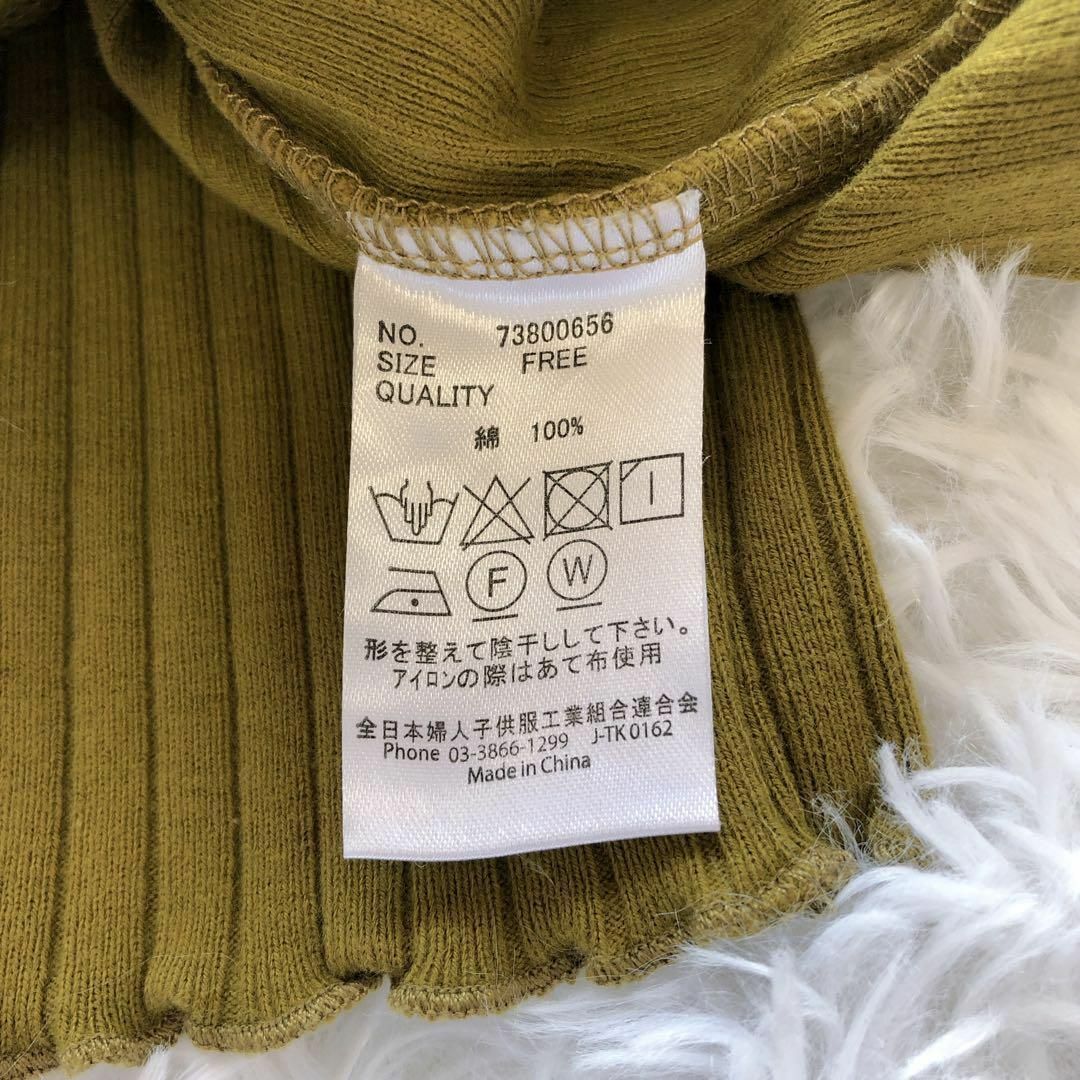 NO. 73800656
SIZE FREE
QUALITY
綿 100%
F W
形を整えて陰干しして下さい。
アイロンの際はあて布使用
全日本婦人子供服工業組合連合会
Phone 03-3866-1299 J-TK0162
Made in China